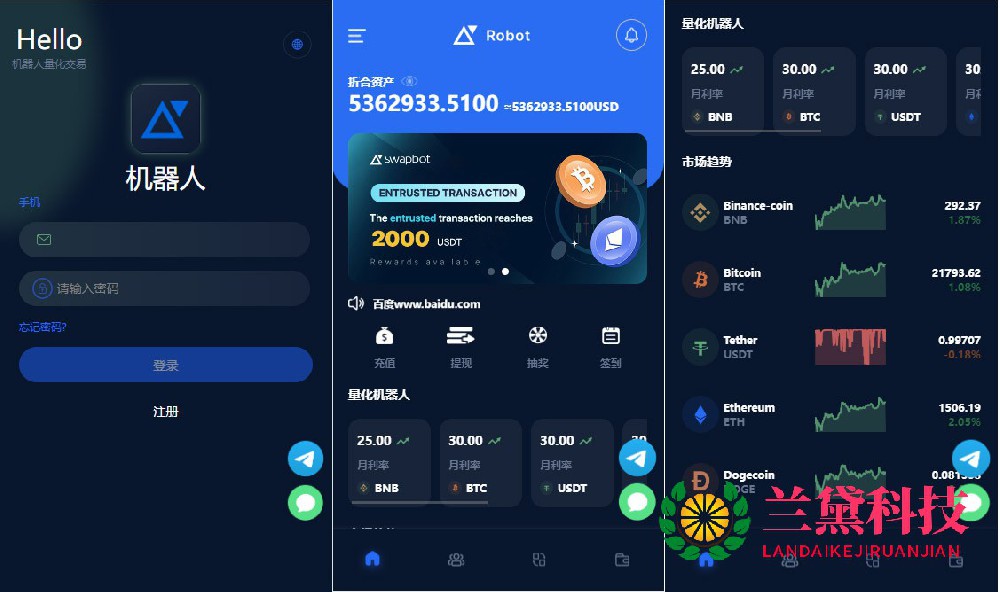 Hello
机器人量化交易
机器人
手机
请输入密码
忘记密码?
登录
注册
Robot
折合资产
5362933.5100 ≈5362933.5100USD
swapbot
ENTRUSTED TRANSACTION
The entrusted transaction reaches
2000 USDT
Rewards available
百度www.baidu.com
充值 提现 抽奖 签到
量化机器人
25.00 30.00 30.00 30
月利率 月利率 月利率
BNB BTC USDT
量化机器人
25.00 30.00 30.00 30
月利率 月利率 月利率 月利
BNB BTC USDT
市场趋势
Binance-coin 292.37
BNB 1.87%
Bitcoin 21793.62
BTC 1.08%
Tether 0.99707
USDT -0.18%
Ethereum 1506.19
ETH 2.05%
Dogecoin
兰黛科技
LANDAIKEJIRUANJIAN